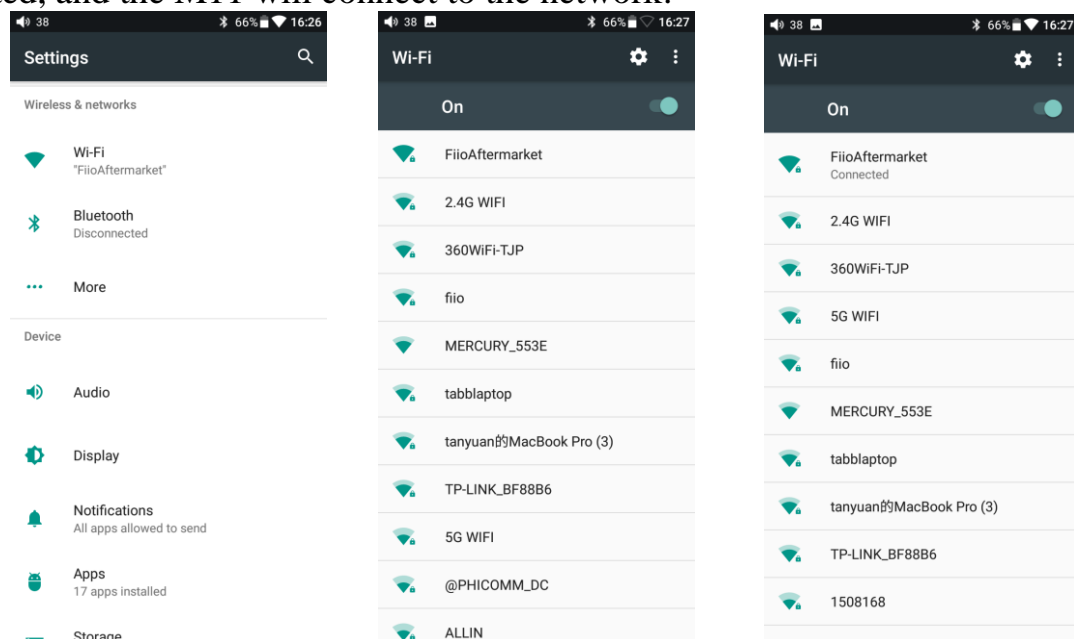 and the M11 will connect to the network.
38 66% 16:26
Settings
Wireless & networks
Wi-Fi
"FiioAftermarket"
Bluetooth
Disconnected
More
Device
Audio
Display
Notifications
All apps allowed to send
Apps
17 apps installed
Storage
38 66% 16:27
Wi-Fi
On
FiioAftermarket
2.4G WIFI
360WiFi-TJP
fiio
MERCURY_553E
tabblaptop
tanyuan的MacBook Pro (3)
TP-LINK_BF88B6
5G WIFI
@PHICOMM_DC
ALLIN
38 66% 16:27
Wi-Fi
On
FiioAftermarket
Connected
2.4G WIFI
360WiFi-TJP
5G WIFI
fiio
MERCURY_553E
tabblaptop
tanyuan的MacBook Pro (3)
TP-LINK_BF88B6
1508168